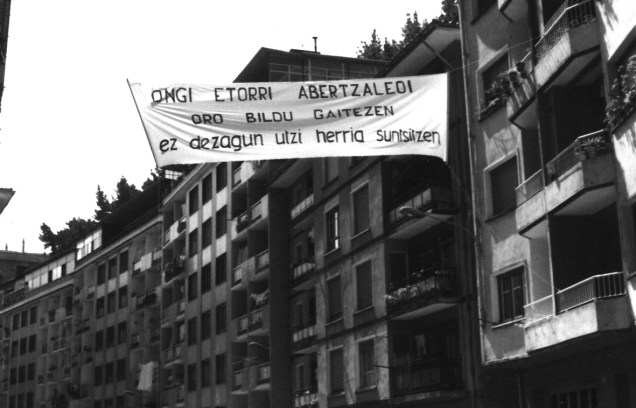 ONGI ETORRI ABERTZALEOI
ORO BILDU GAITEZEN
ez dezagun utzi herria suntsitzen